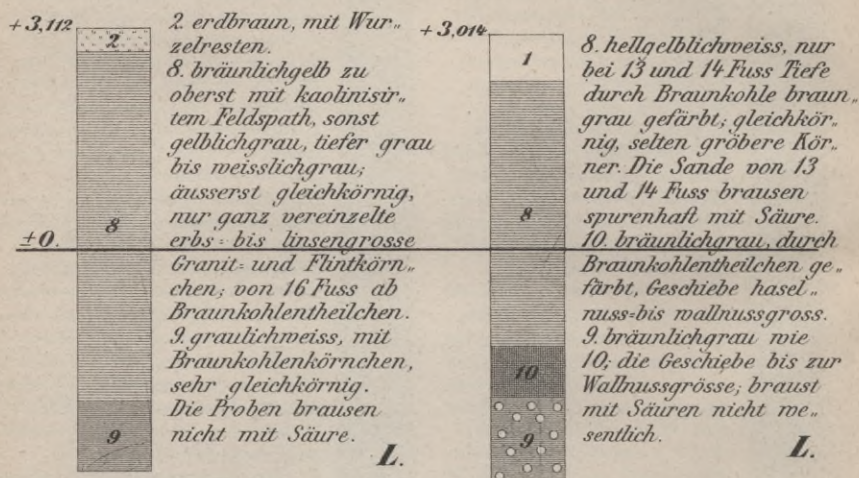 +3,112
2
8
±0.
9
2. erdbraun, mit Wur„
zelresten.
8. bräunlichgelb zu
oberst mit kaolinisir„
tem Feldspath, sonst
gelblichgrau, tiefer grau
bis weisslichgrau;
äusserst gleichkörnig,
nur ganz vereinzelte
erbs= bis linsengrosse
Granit= und Flintkörn„
chen; von 16 Fuss ab
Braunkohlentheilchen.
9. graulichweiss, mit
Braunkohlenkörnchen,
sehr gleichkörnig.
Die Proben brausen
nicht mit Säure.
L.
+3,014
1
8
10
9
8. hellgelblichweiss, nur
bei 13 und 14 Fuss Tiefe
durch Braunkohle braun„
grau gefärbt; gleichkör„
nig, selten gröbere Kör„
ner. Die Sande von 13
und 14 Fuss brausen
spurenhaft mit Säure.
10. bräunlichgrau, durch
Braunkohlentheilchen ge„
färbt, Geschiebe hasel„
nuss=bis wallnussgross.
9. bräunlichgrau wie
10; die Geschiebe bis zur
Wallnussgrösse; braust
mit Säuren nicht we„
sentlich.
L.